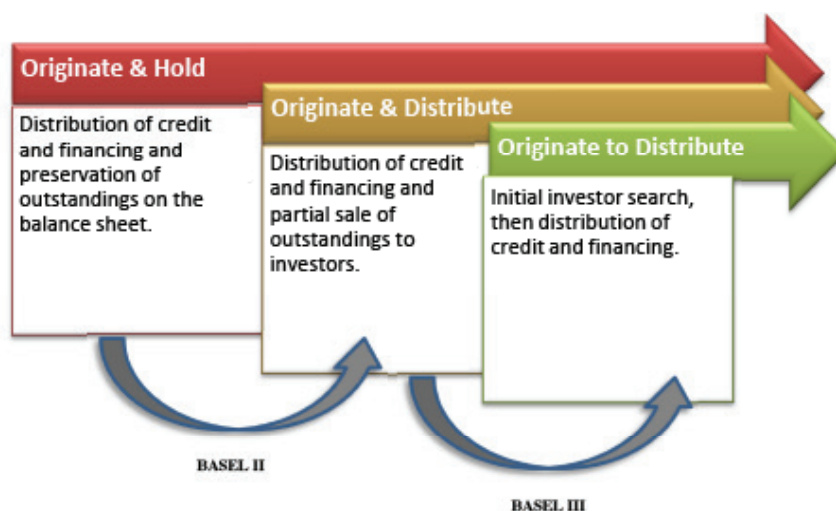 Originate & Hold
Distribution of credit
and financing and
preservation of
outstandings on the
balance sheet.
Originate & Distribute
Distribution of credit
and financing and
partial sale of
outstandings to
investors.
Originate to Distribute
Initial investor search,
then distribution of
credit and financing.
BASEL II
BASEL III